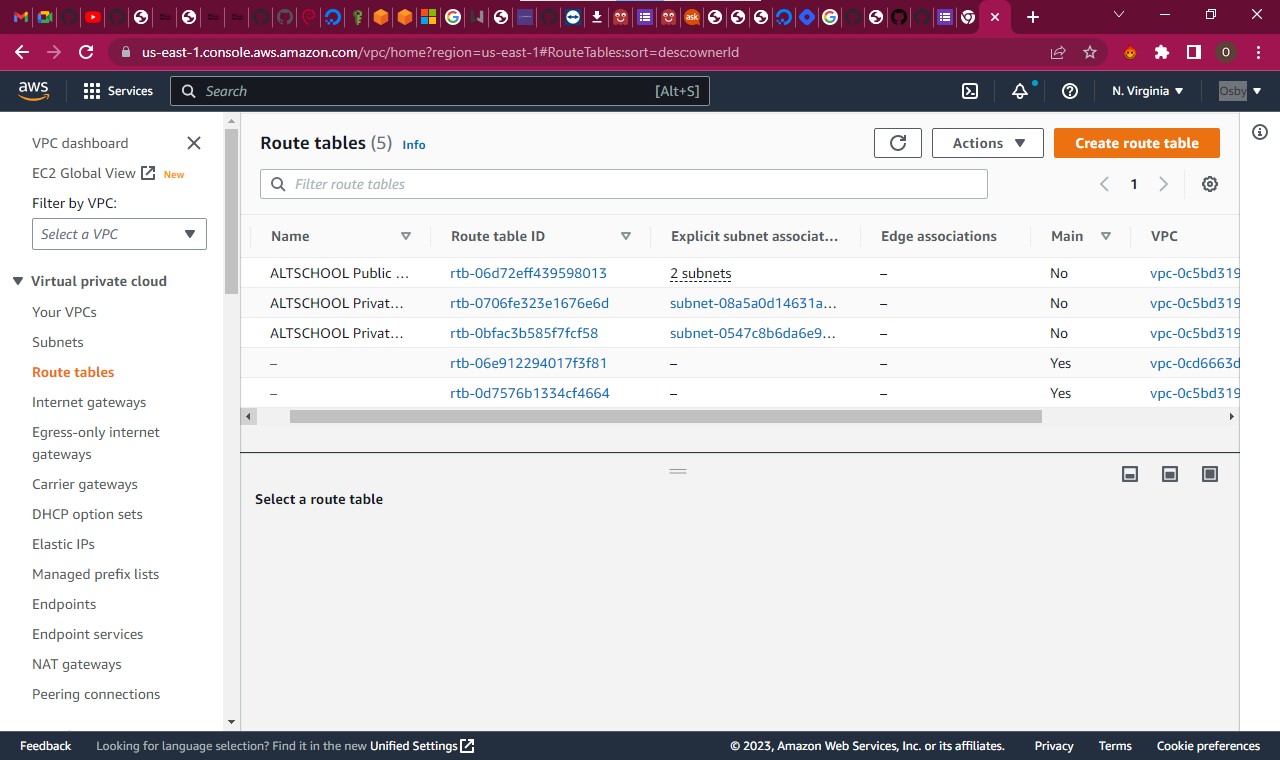 us-east-1.console.aws.amazon.com/vpc/home?region=us-east-1#RouteTables:sort=desc:ownerId
O
aws
Services
Search
[Alt+S]
N. Virginia
Osby
VPC dashboard
EC2 Global View
New
Filter by VPC:
Select a VPC
Virtual private cloud
Your VPCs
Subnets
Route tables
Internet gateways
Egress-only internet
gateways
Carrier gateways
DHCP option sets
Elastic IPs
Managed prefix lists
Endpoints
Endpoint services
NAT gateways
Peering connections
Route tables (5) Info
Actions
Create route table
Filter route tables
1
Name Route table ID Explicit subnet associat... Edge associations Main VPC
ALTSCHOOL Public ... rtb-06d72eff439598013 2 subnets – No vpc-0c5bd319
ALTSCHOOL Privat... rtb-0706fe323e1676e6d subnet-08a5a0d14631a... – No vpc-0c5bd319
ALTSCHOOL Privat... rtb-0bfac3b585f7fcf58 subnet-0547c8b6da6e9... – No vpc-0c5bd319
– rtb-06e912294017f3f81 – – Yes vpc-0cd6663d
– rtb-0d7576b1334cf4664 – – Yes vpc-0c5bd319
Select a route table
Feedback Looking for language selection? Find it in the new Unified Settings © 2023, Amazon Web Services, Inc. or its affiliates. Privacy Terms Cookie preferences